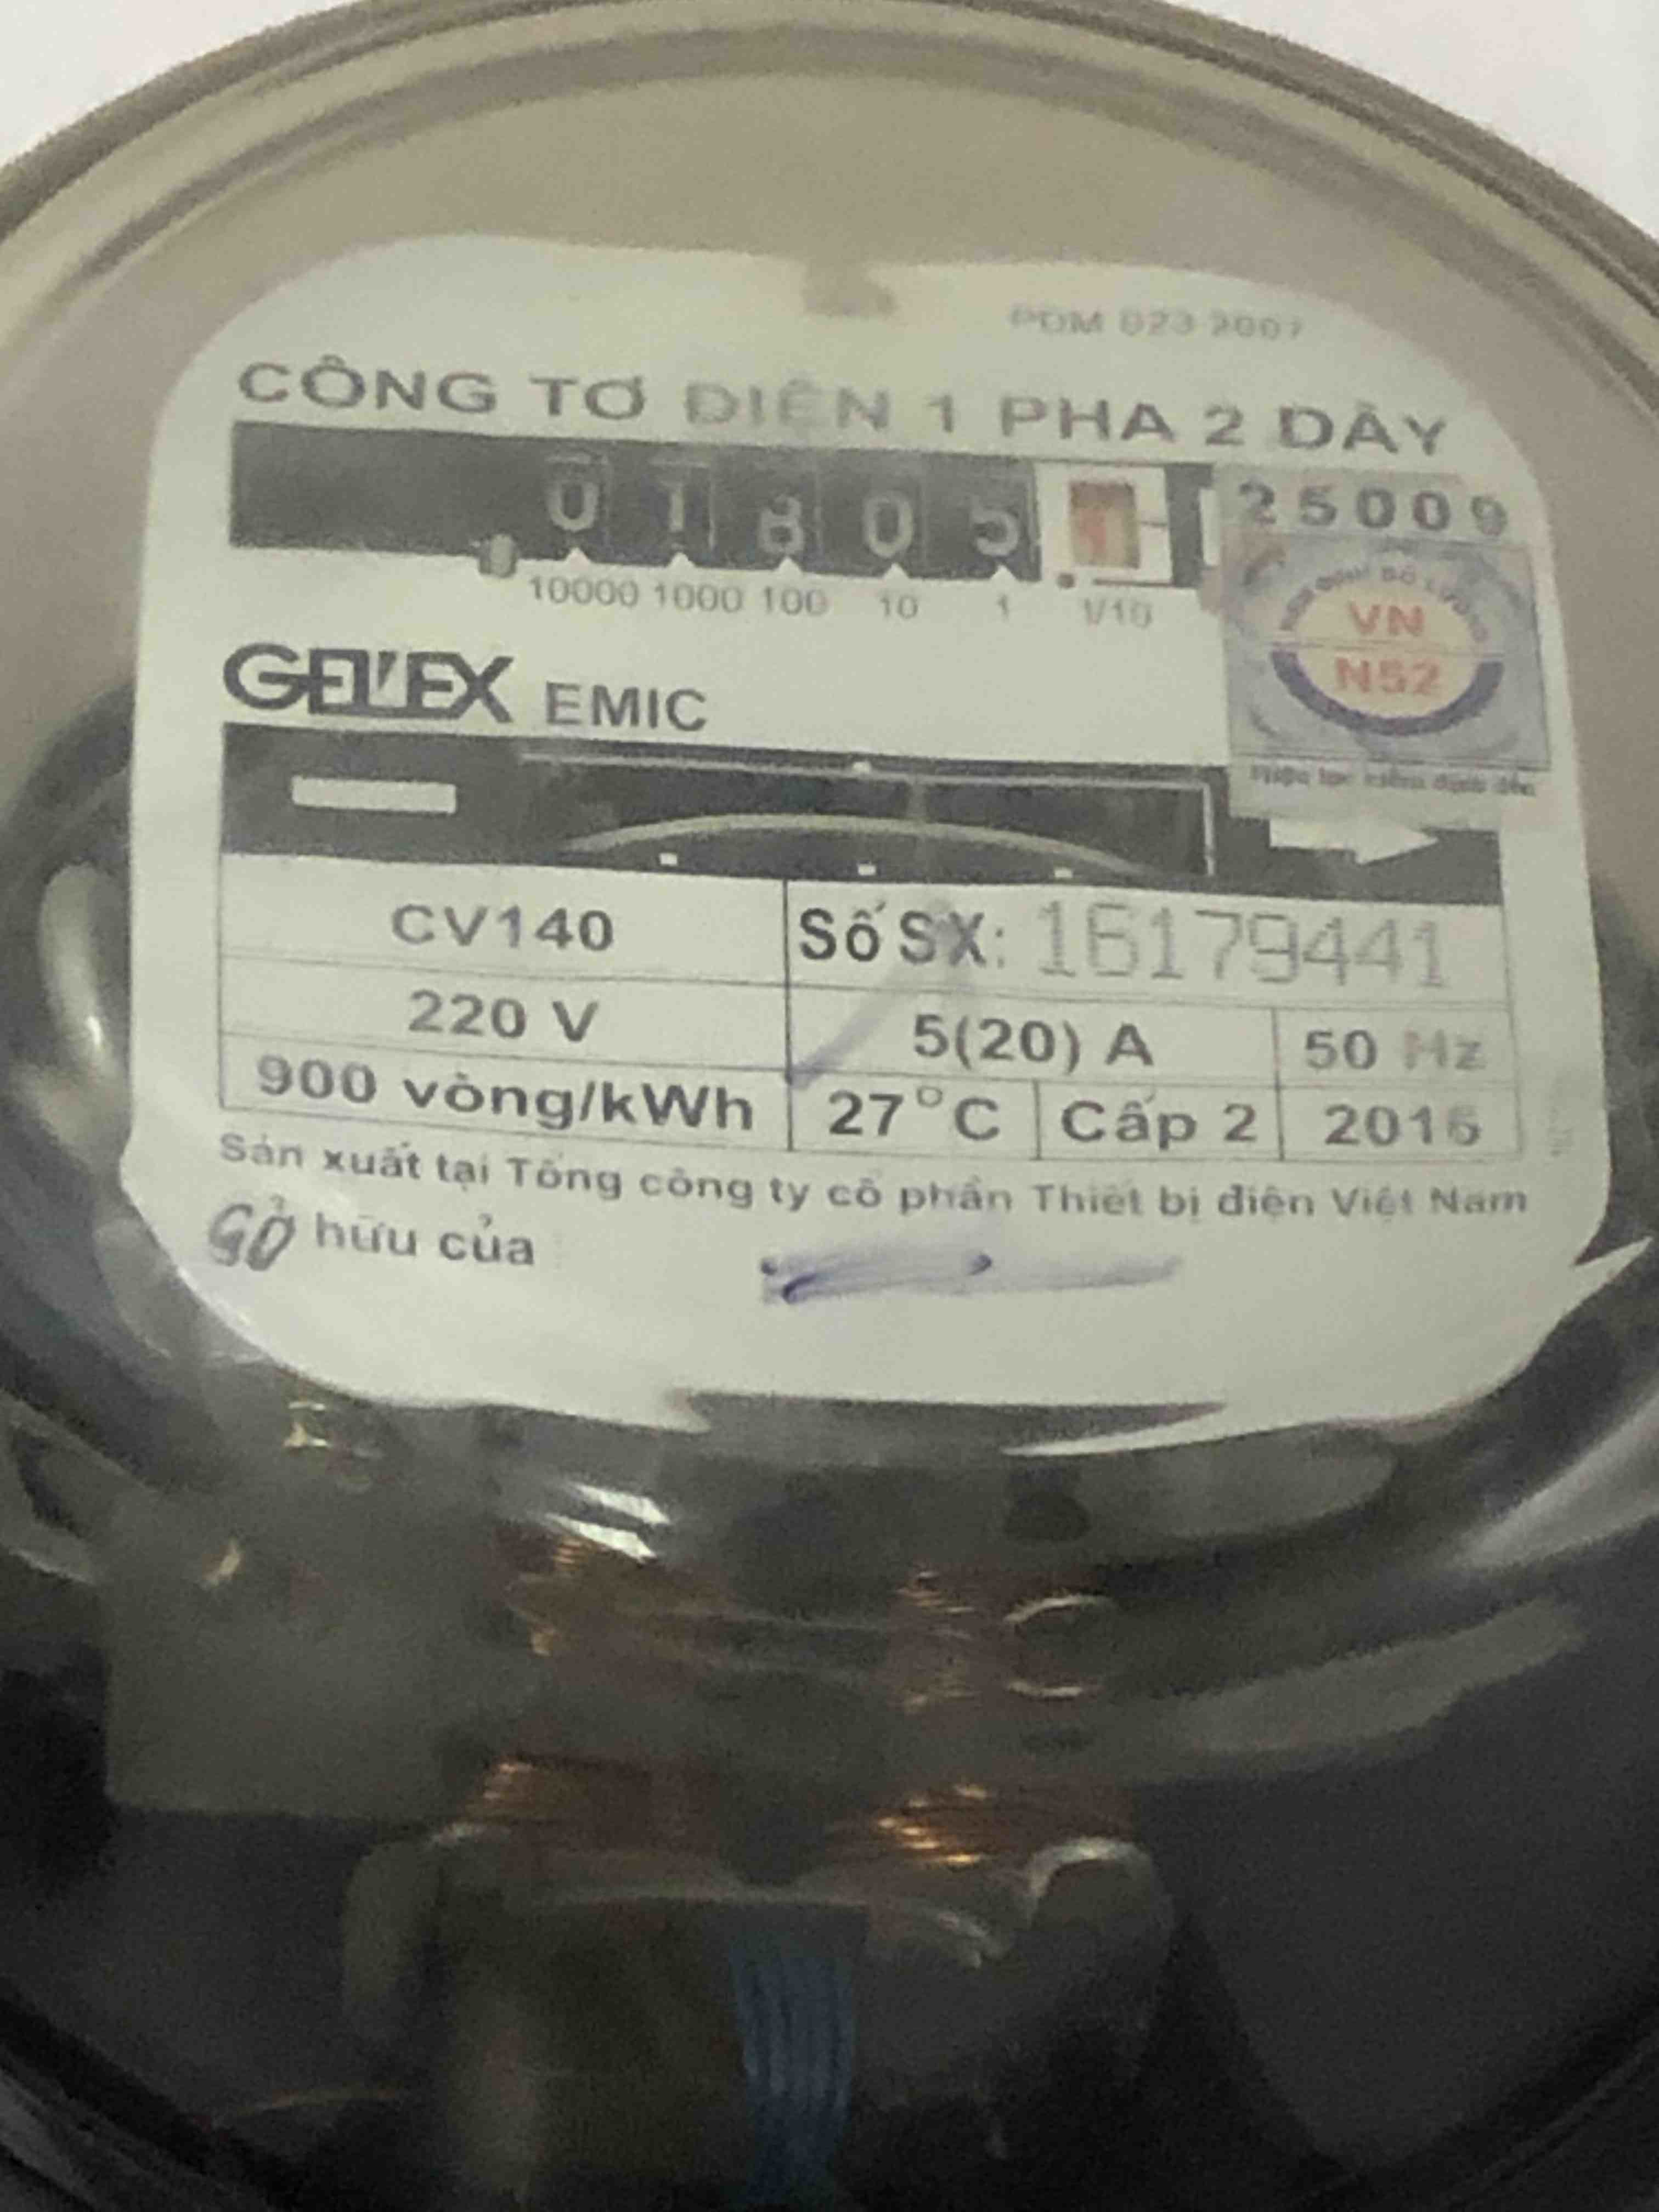 PDM 023-2007
CÔNG TƠ ĐIỆN 1 PHA 2 DÂY
0 1 8 0 5 1
25009
10000 1000 100 10 1 1/10
VN
N52
GELEX EMIC
CV140 Số SX: 16179441
220 V 5(20) A 50 Hz
900 vòng/kWh 27°C Cấp 2 2016
Sản xuất tại Tổng công ty cổ phần Thiết bị điện Việt Nam
Sở hữu của